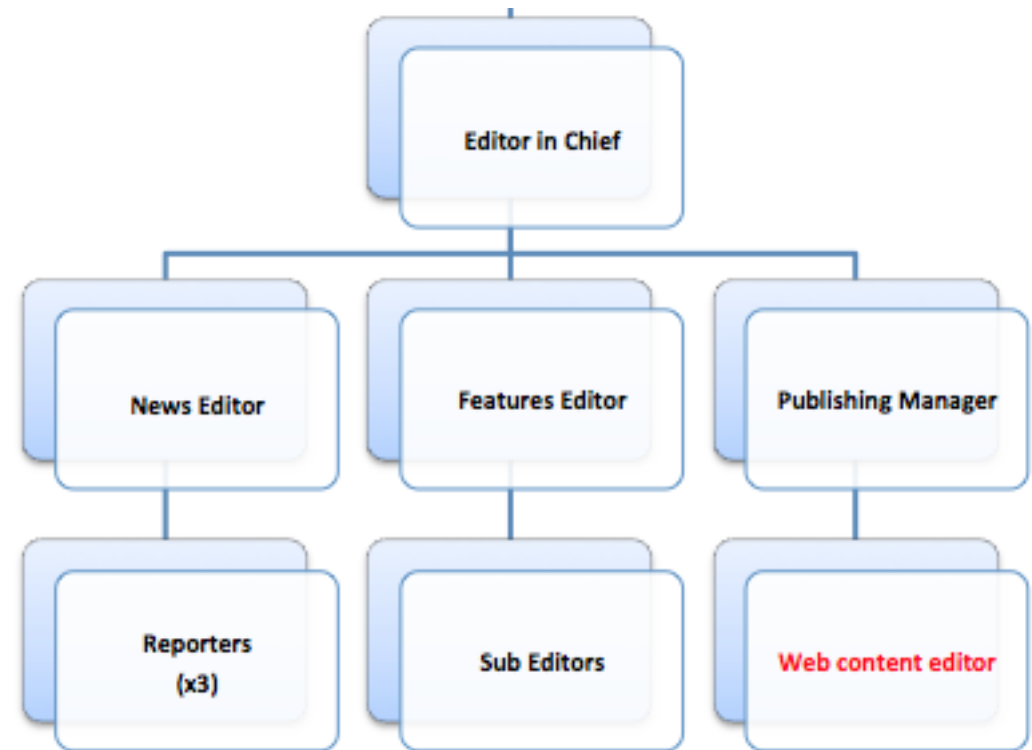 Editor in Chief
News Editor
Features Editor
Publishing Manager
Reporters
(x3)
Sub Editors
Web content editor